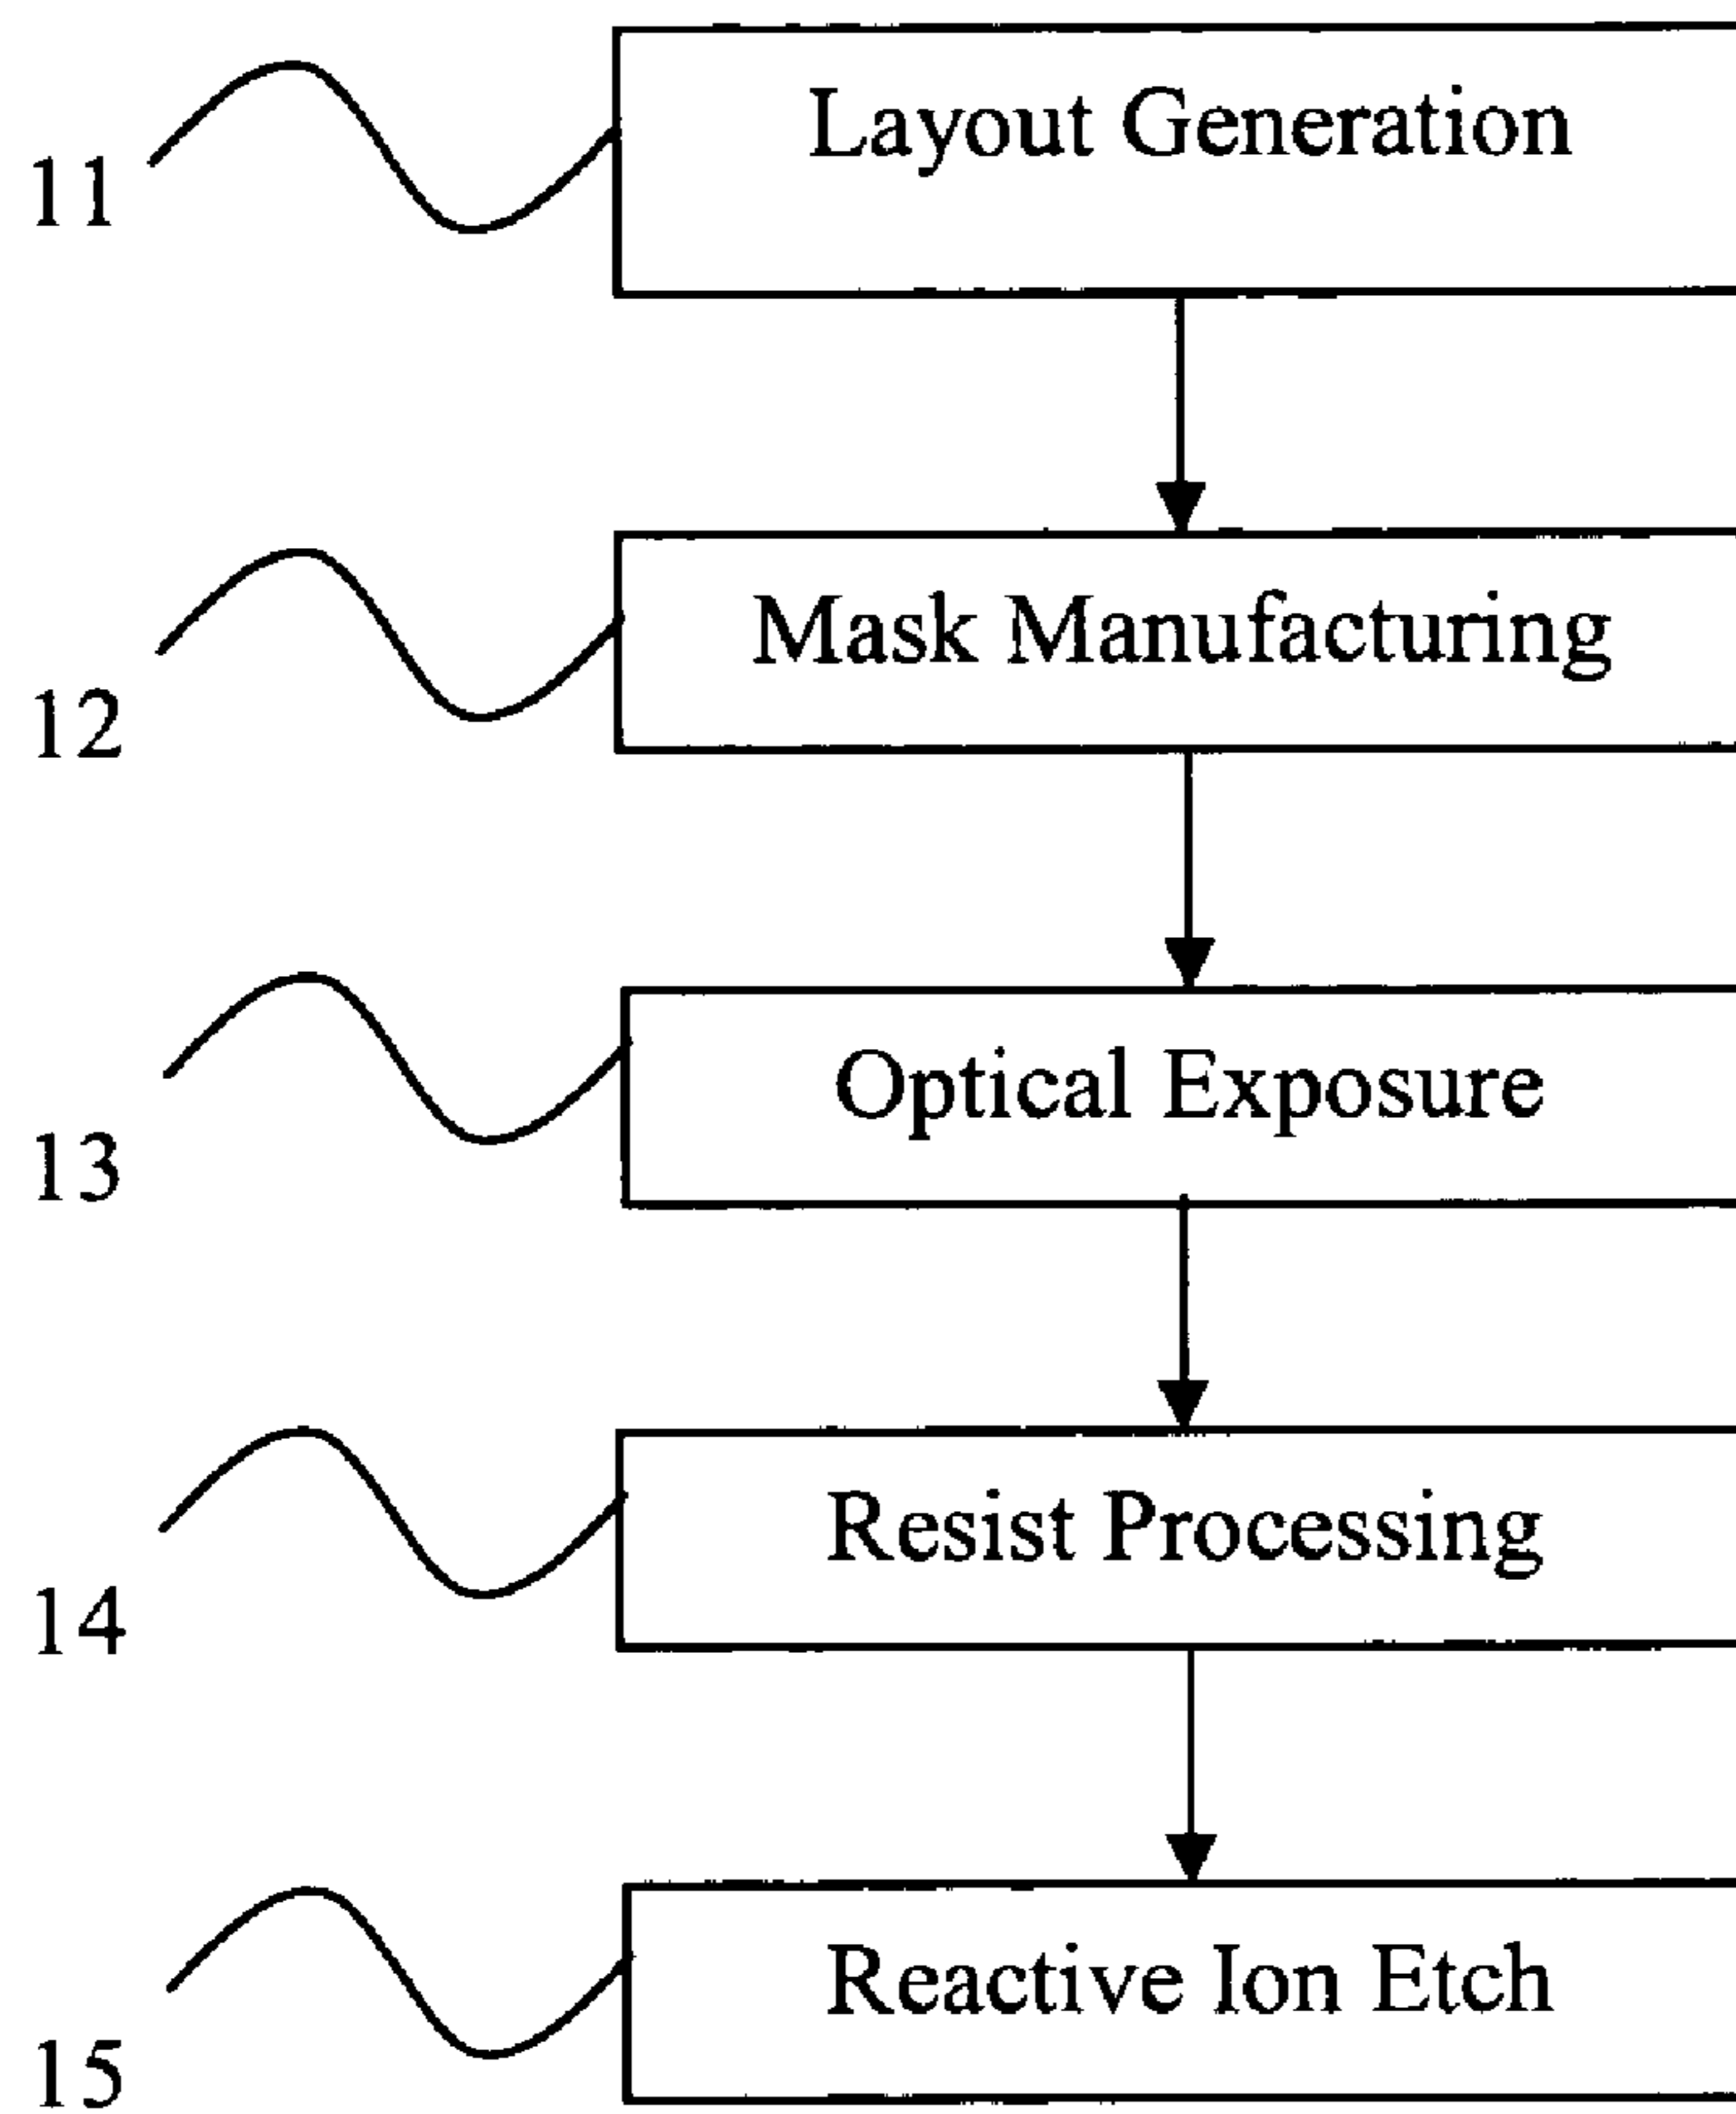 Layout Generation
11
Mask Manufacturing
12
Optical Exposure
13
Resist Processing
14
Reactive Ion Etch
15